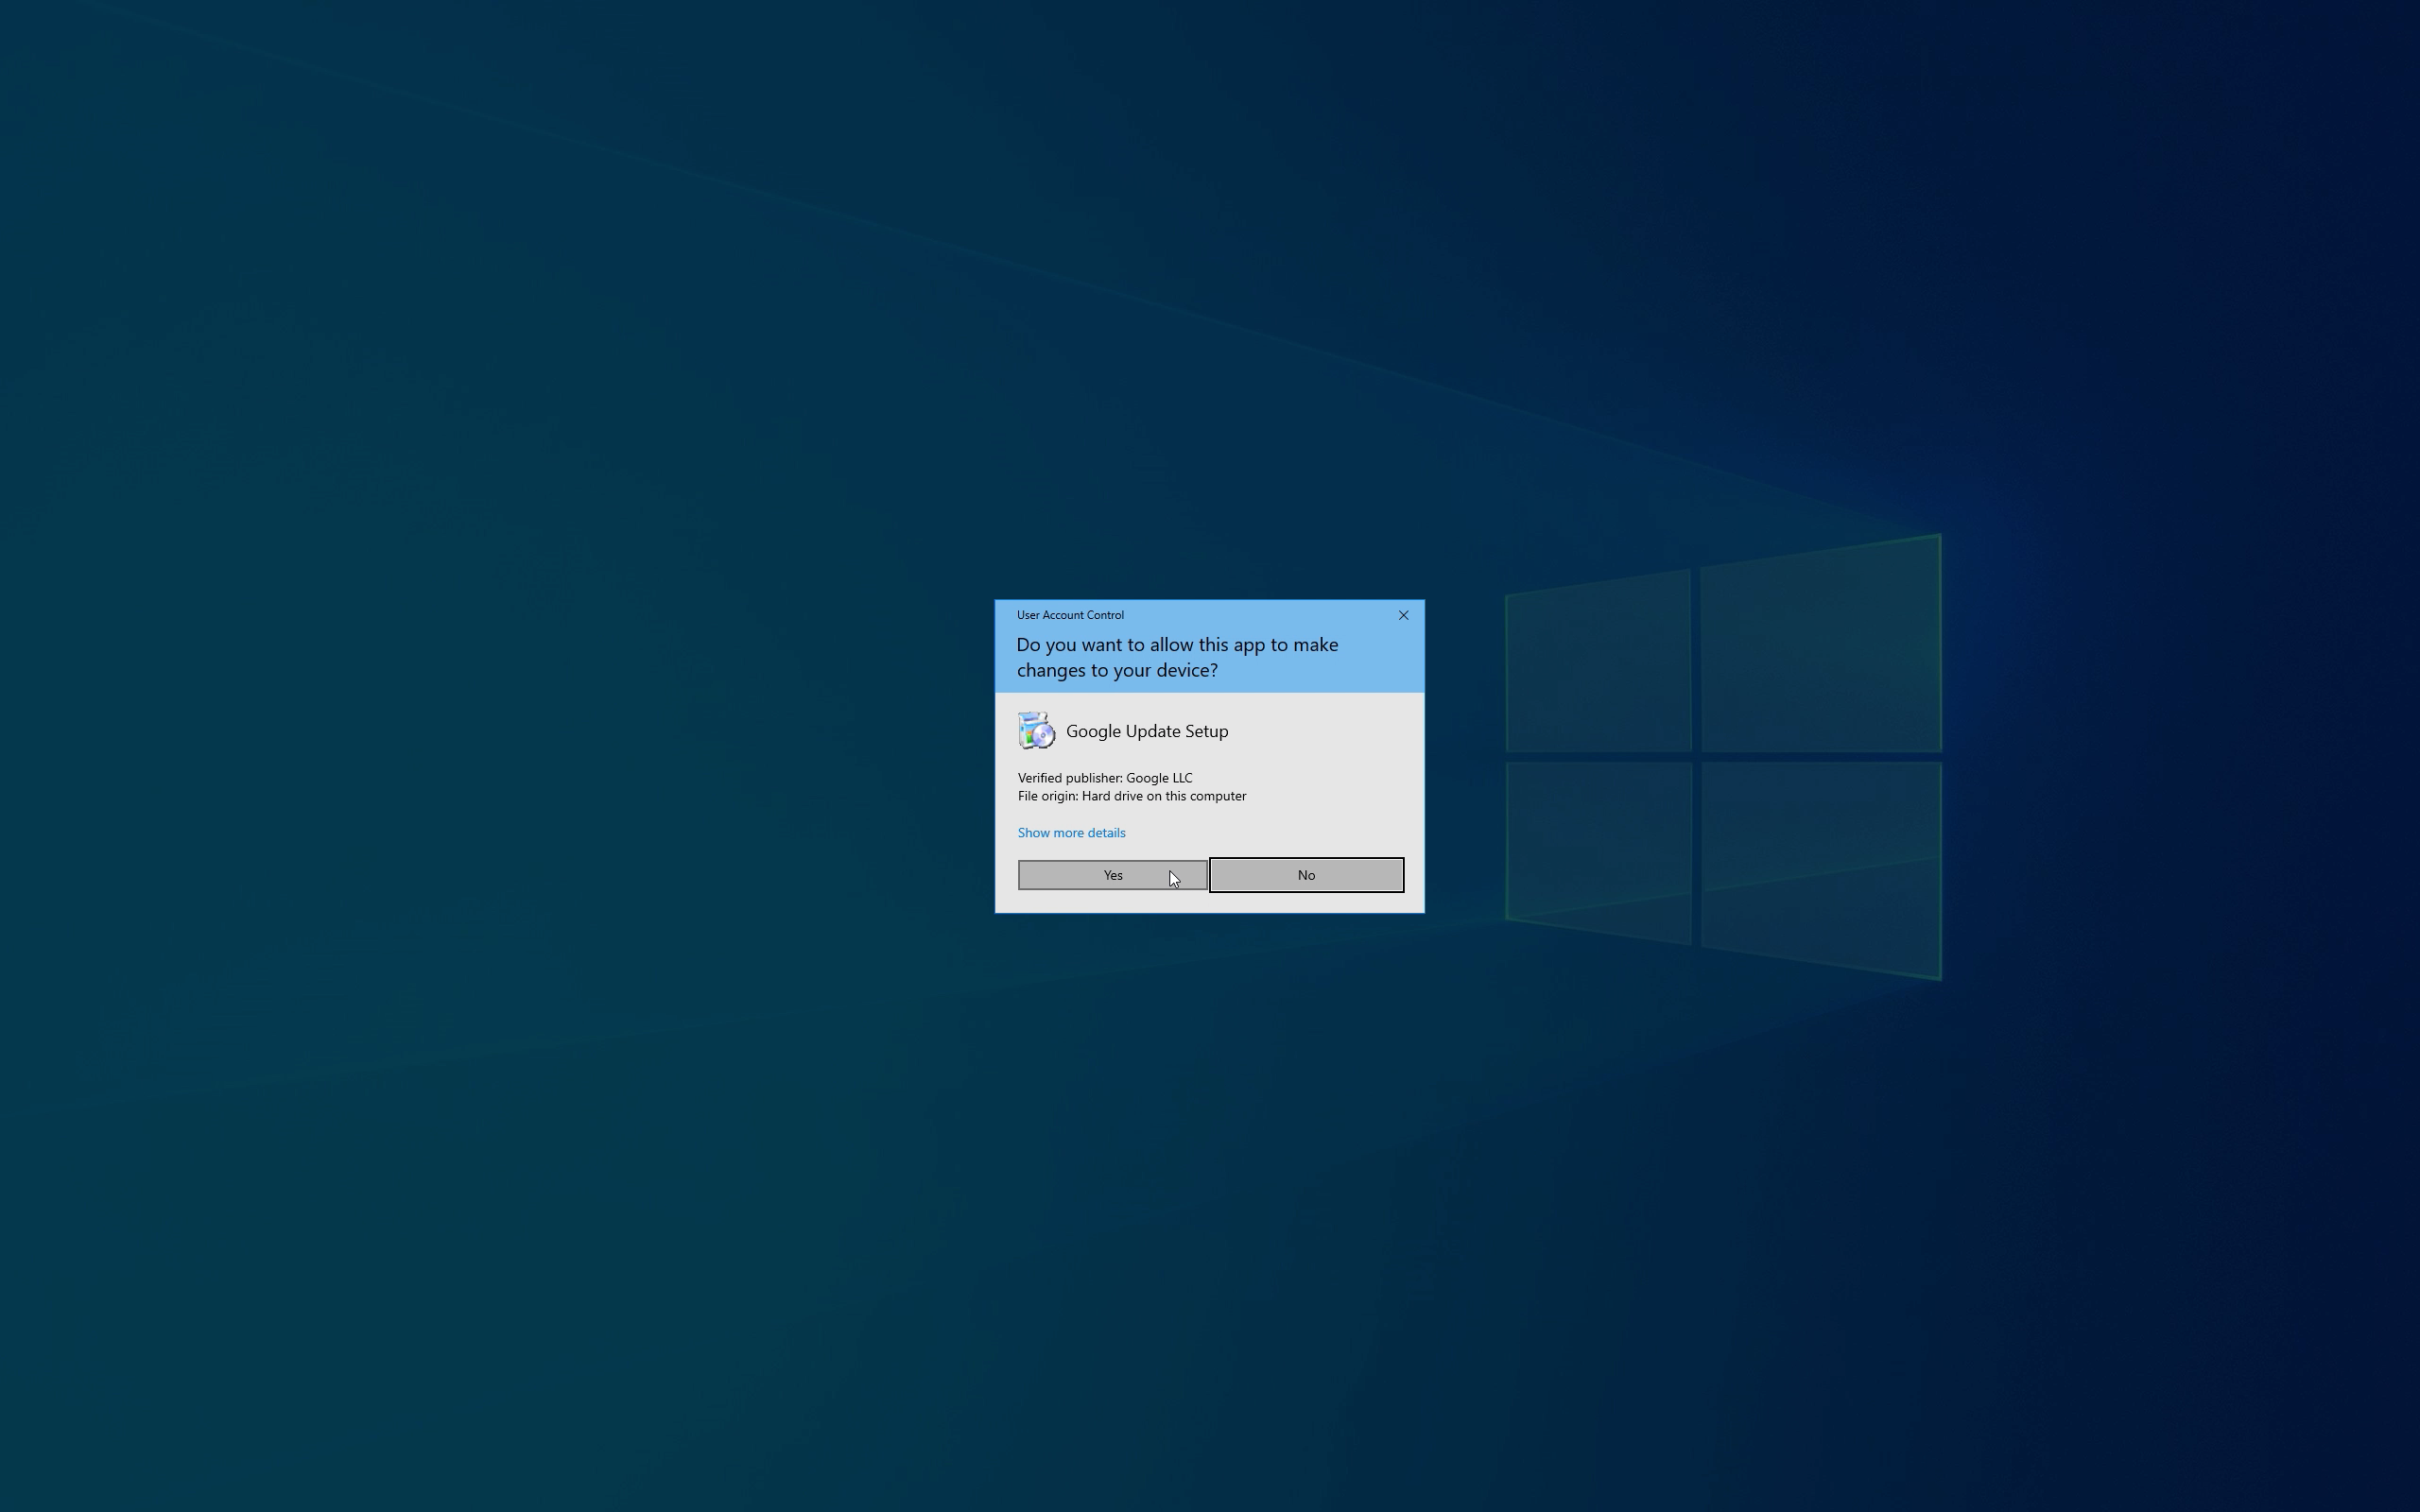 User Account Control
Do you want to allow this app to make
changes to your device?
Google Update Setup
Verified publisher: Google LLC
File origin: Hard drive on this computer
Show more details
Yes
No